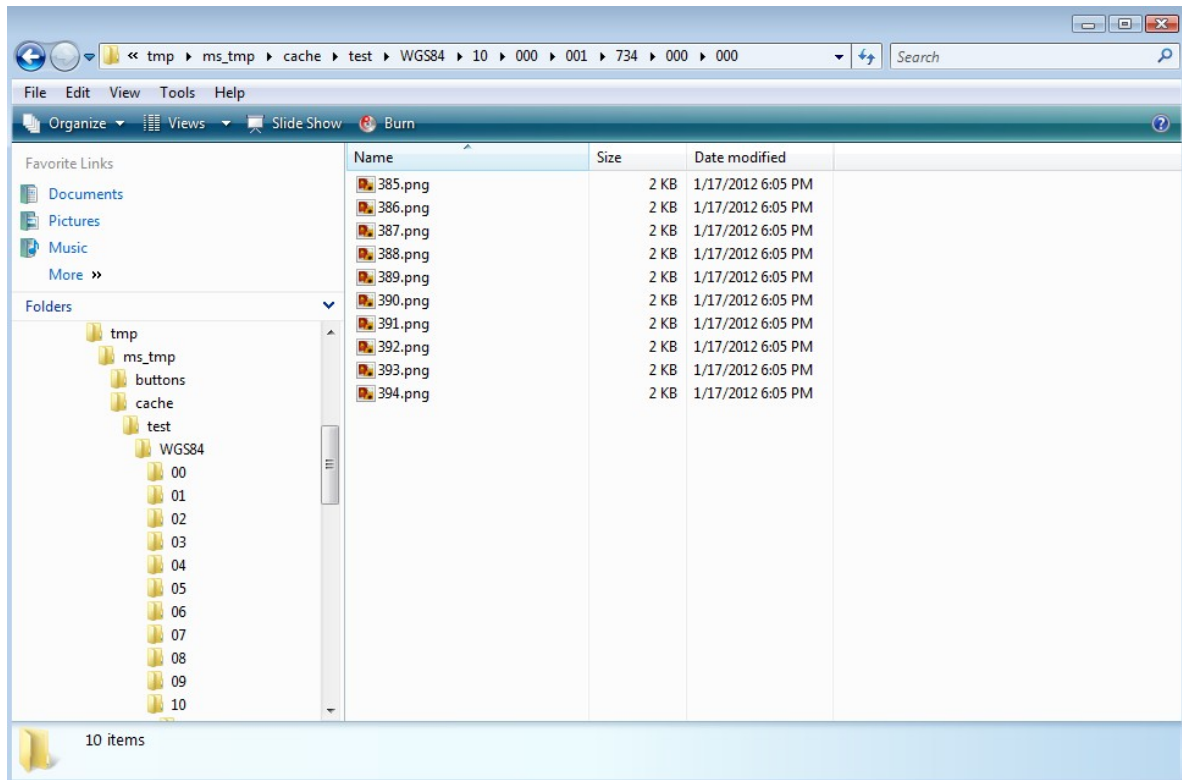 « tmp ▸ ms_tmp ▸ cache ▸ test ▸ WGS84 ▸ 10 ▸ 000 ▸ 001 ▸ 734 ▸ 000 ▸ 000 Search
File Edit View Tools Help
Organize Views Slide Show Burn
Favorite Links
Documents
Pictures
Music
More »
Folders
tmp
ms_tmp
buttons
cache
test
WGS84
00
01
02
03
04
05
06
07
08
09
10
Name Size Date modified
385.png 2 KB 1/17/2012 6:05 PM
386.png 2 KB 1/17/2012 6:05 PM
387.png 2 KB 1/17/2012 6:05 PM
388.png 2 KB 1/17/2012 6:05 PM
389.png 2 KB 1/17/2012 6:05 PM
390.png 2 KB 1/17/2012 6:05 PM
391.png 2 KB 1/17/2012 6:05 PM
392.png 2 KB 1/17/2012 6:05 PM
393.png 2 KB 1/17/2012 6:05 PM
394.png 2 KB 1/17/2012 6:05 PM
10 items